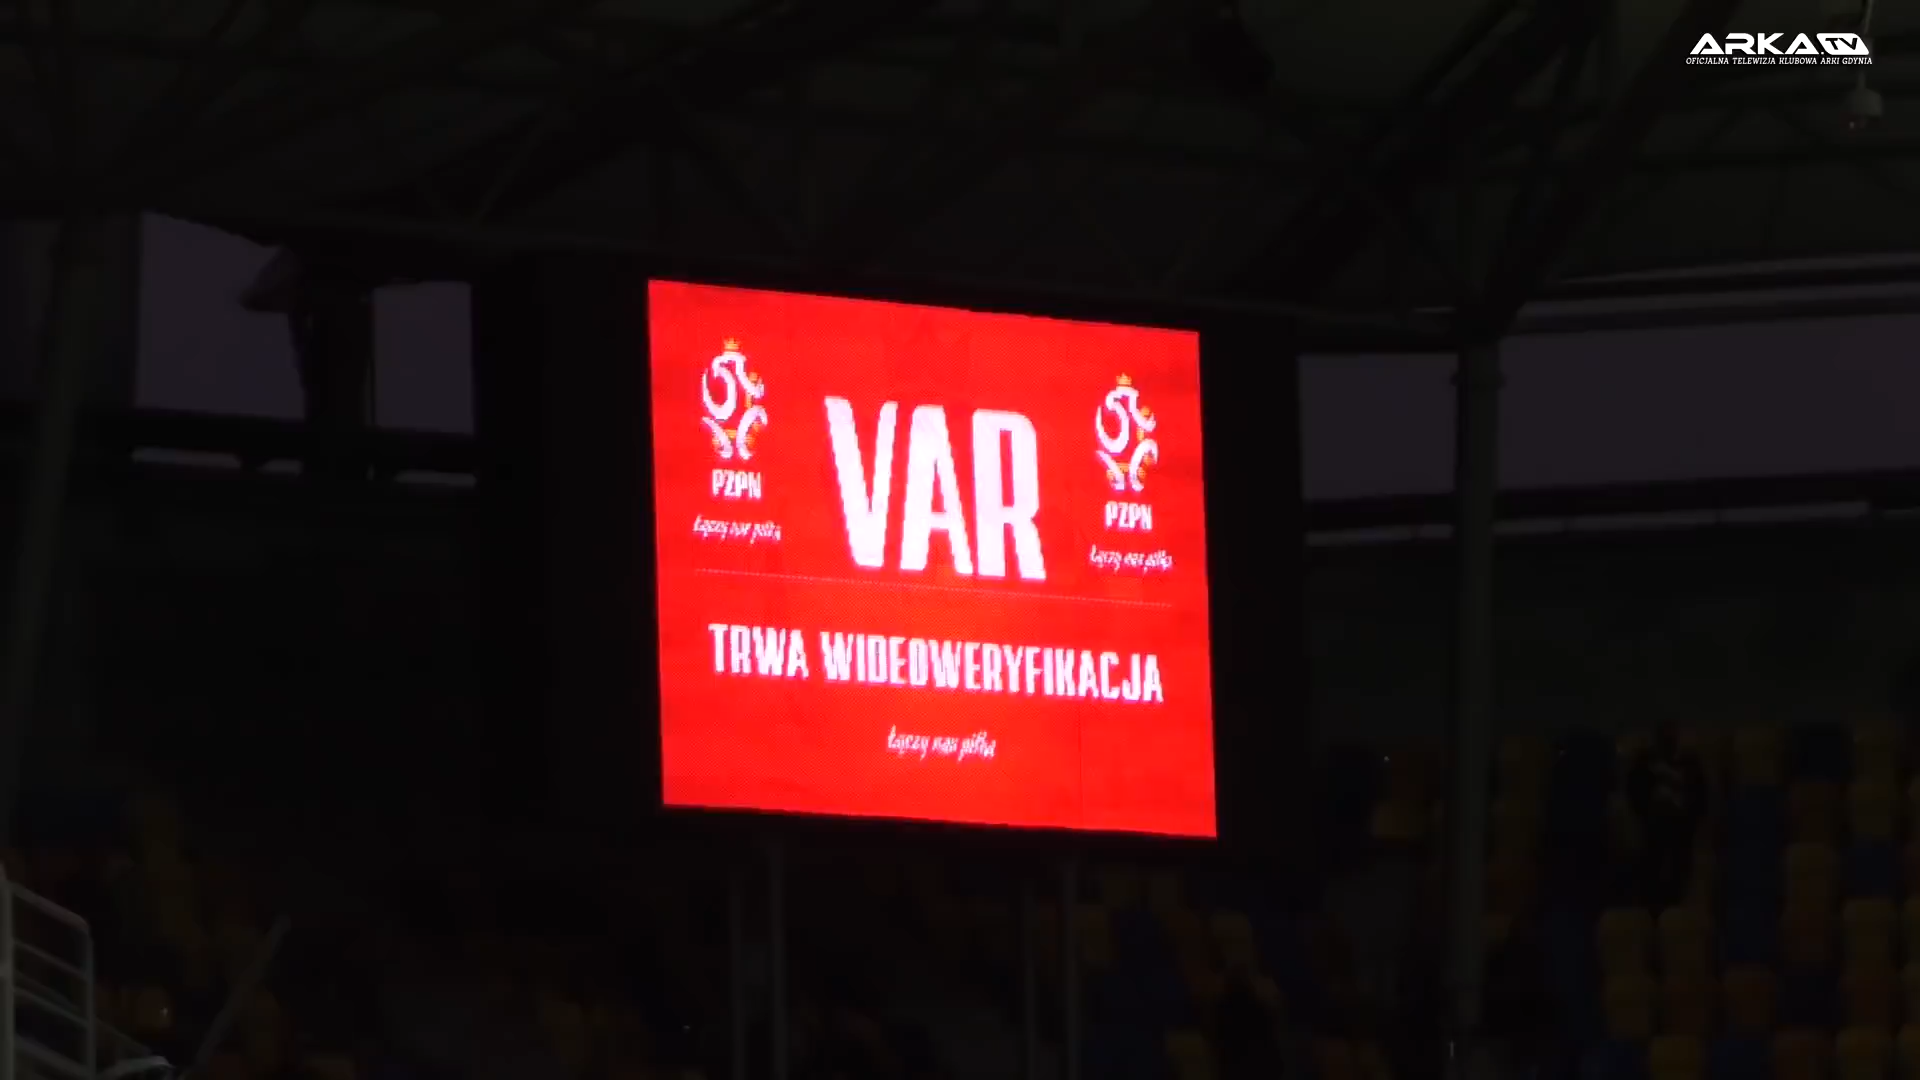 ARKA.TV
OFICJALNA TELEWIZJA KLUBOWA ARKI GDYNIA
VAR
PZPN
Łączy nas piłka
PZPN
Łączy nas piłka
TRWA WIDEOWERYFIKACJA
Łączy nas piłka